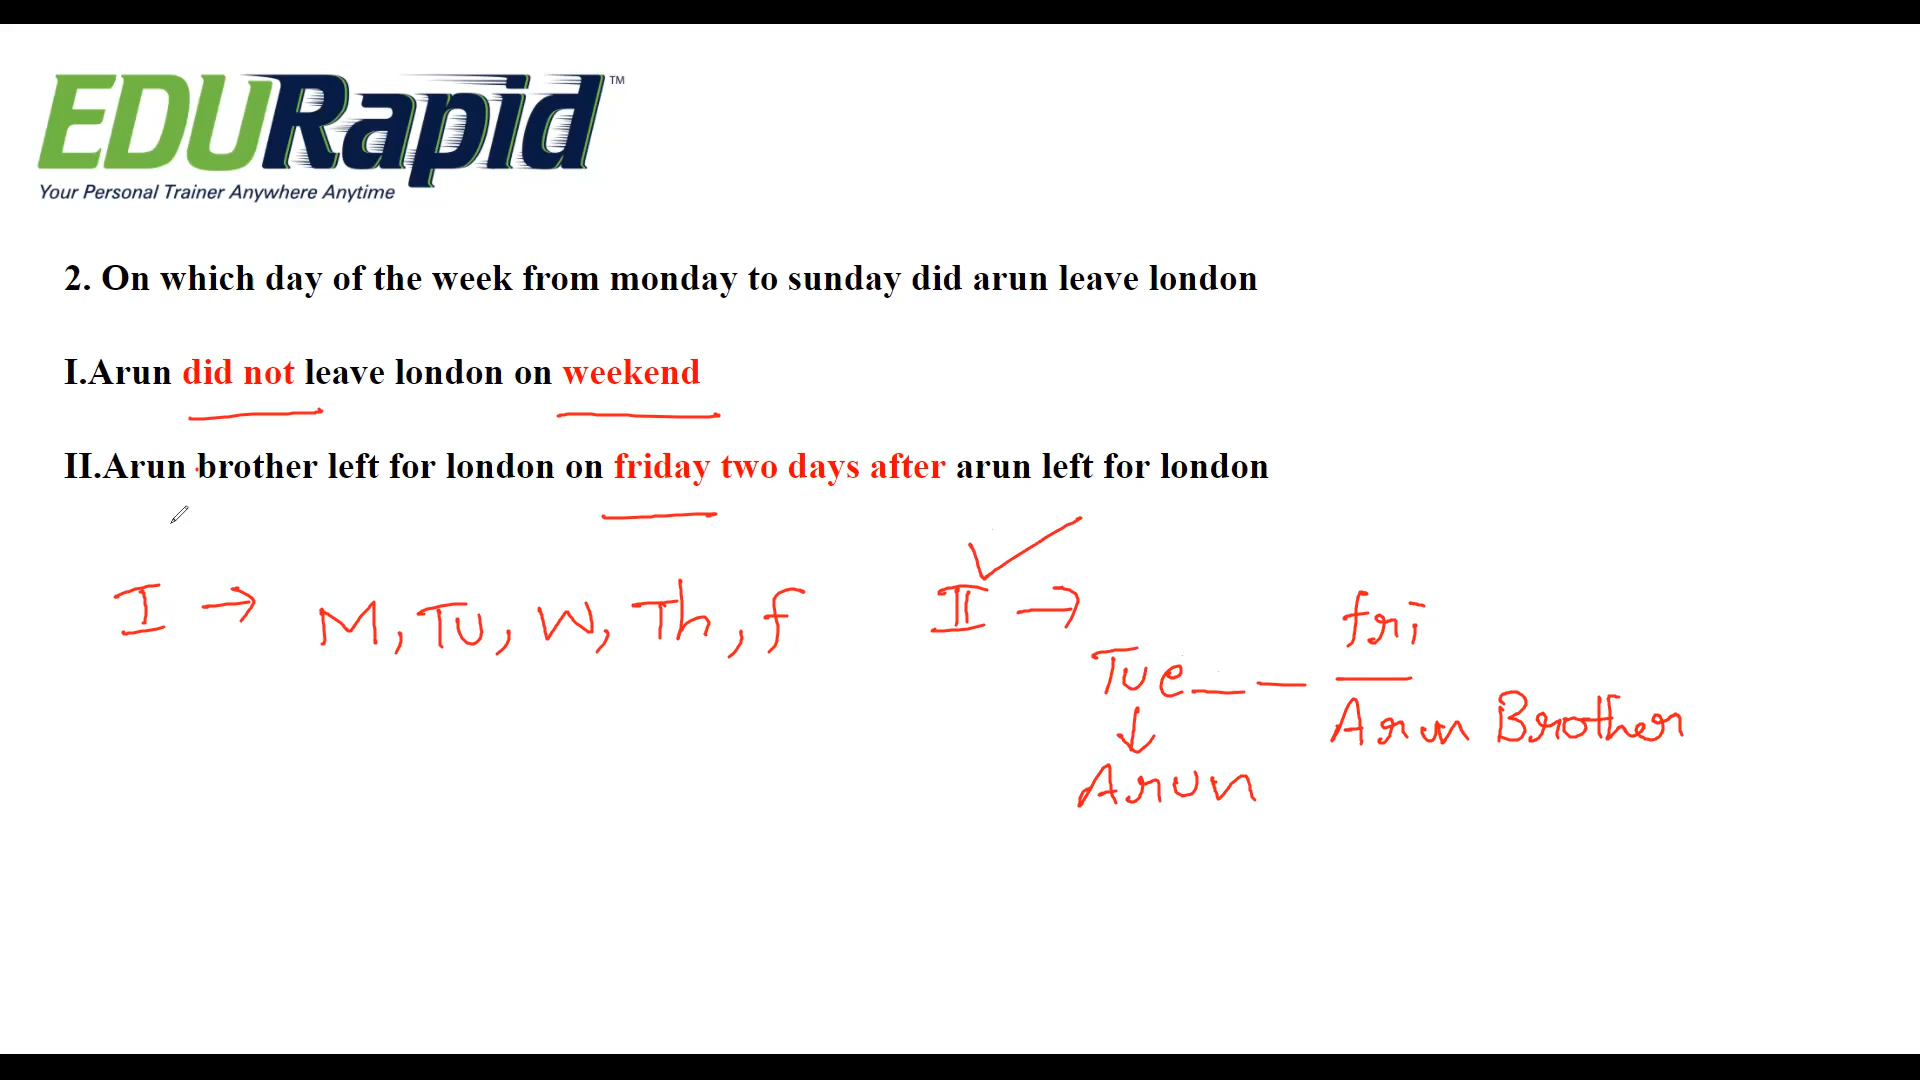 EDURapid™
Your Personal Trainer Anywhere Anytime
2. On which day of the week from monday to sunday did arun leave london
I.Arun did not leave london on weekend
II.Arun brother left for london on friday two days after arun left for london
I → M, Tu, W, Th, f
II →
Tue _ _ fri
Arun Brother
↓
Arun